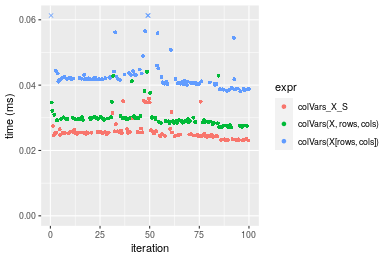 0.06
0.04
0.02
0.00
time (ms)
0
25
50
75
100
iteration
expr
colVars_X_S
colVars(X, rows, cols)
colVars(X[rows, cols])